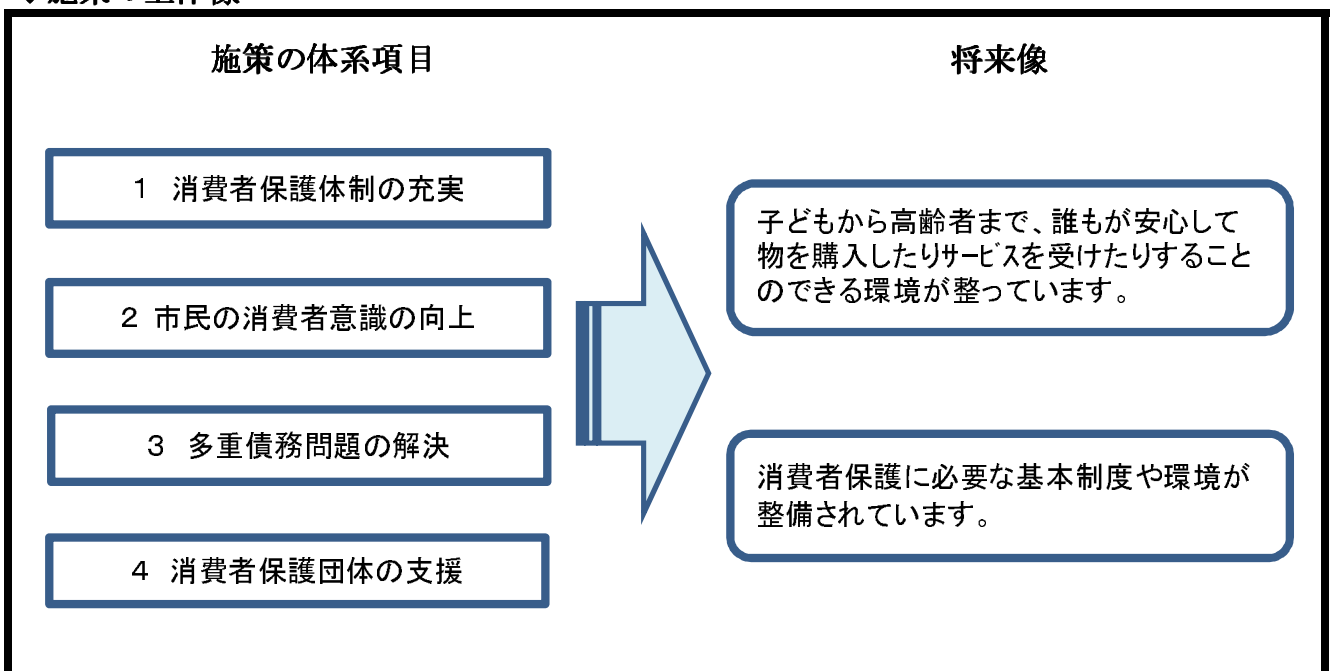 施策の体系項目
1 消費者保護体制の充実
2 市民の消費者意識の向上
3 多重債務問題の解決
4 消費者保護団体の支援
将来像
子どもから高齢者まで、誰もが安心して
物を購入したりｻｰﾋﾞｽを受けたりすること
のできる環境が整っています。
消費者保護に必要な基本制度や環境が
整備されています。